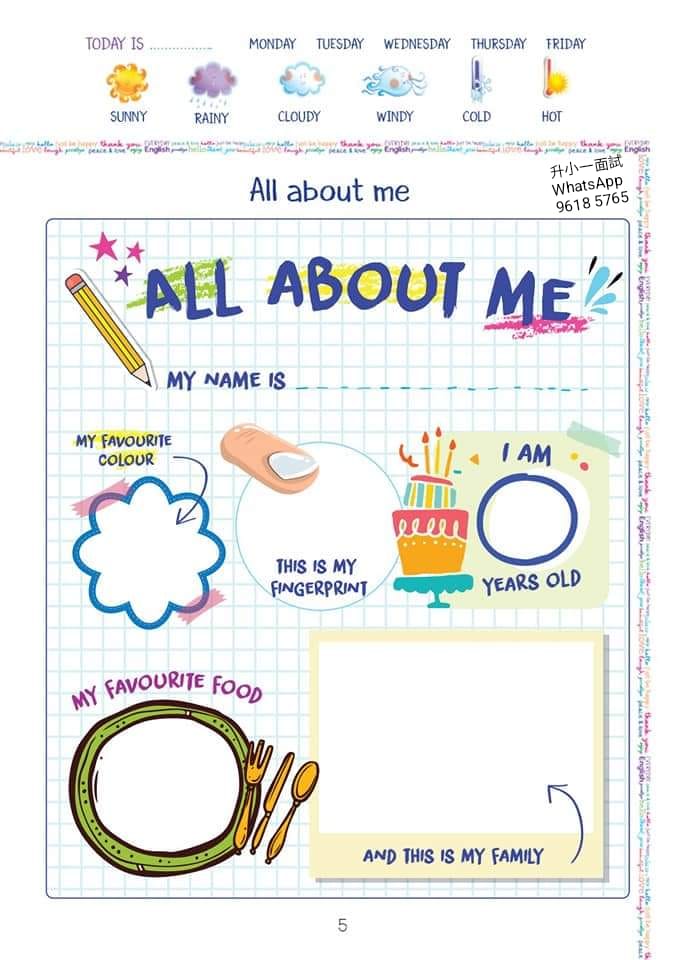 TODAY IS ................ MONDAY TUESDAY WEDNESDAY THURSDAY FRIDAY
SUNNY RAINY CLOUDY WINDY COLD HOT
升小一面試
WhatsApp
9618 5765
All about me
ALL ABOUT ME
MY NAME IS
MY FAVOURITE
COLOUR
THIS IS MY
FINGERPRINT
I AM
YEARS OLD
MY FAVOURITE FOOD
AND THIS IS MY FAMILY
5